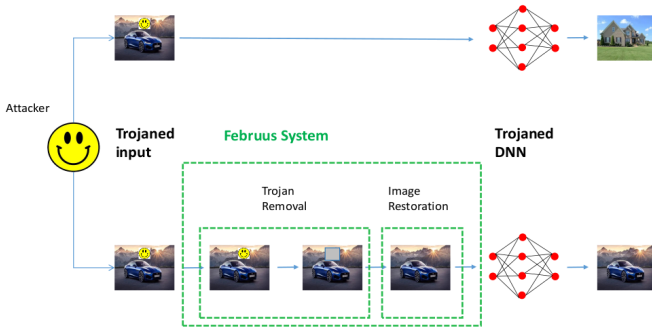 Attacker
Trojaned
input
Februus System
Trojaned
DNN
Trojan
Removal
Image
Restoration